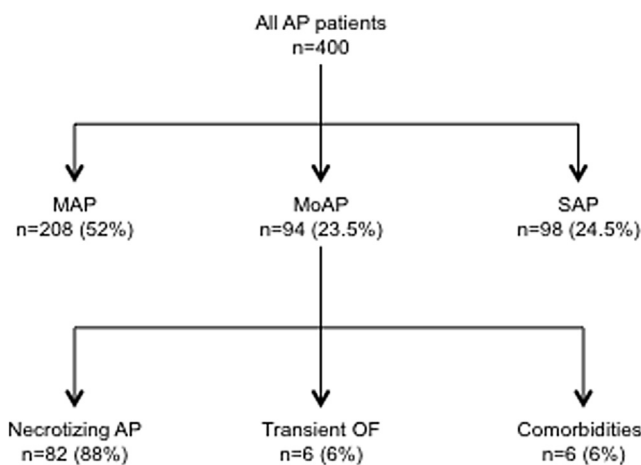 All AP patients
n=400
MAP
n=208 (52%)
MoAP
n=94 (23.5%)
SAP
n=98 (24.5%)
Necrotizing AP
n=82 (88%)
Transient OF
n=6 (6%)
Comorbidities
n=6 (6%)